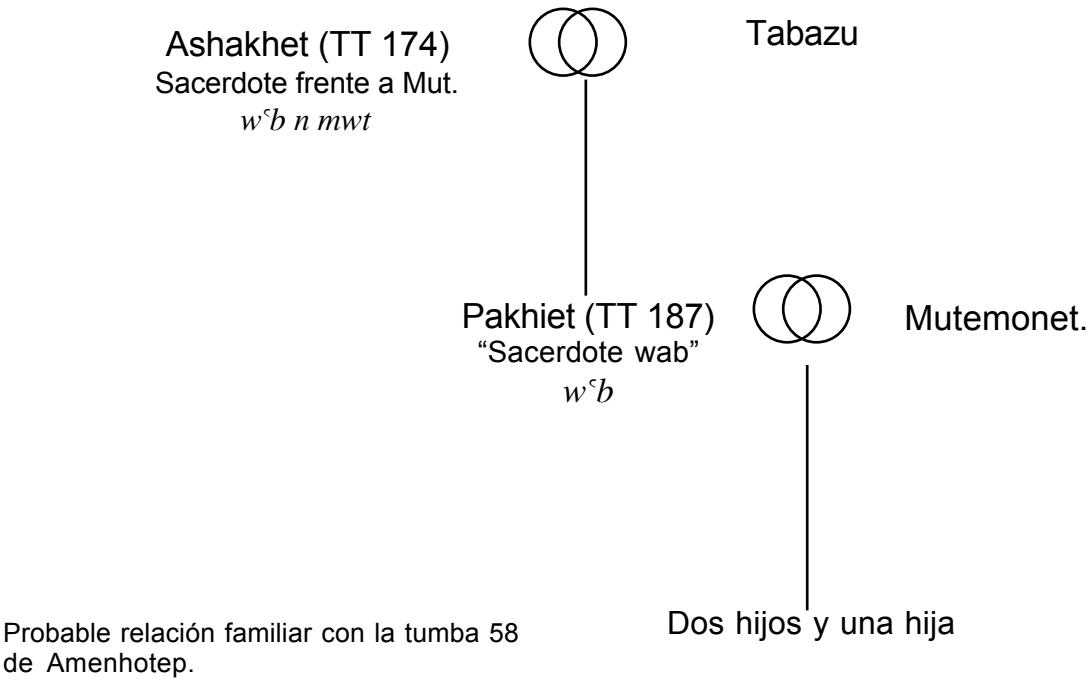 Ashakhet (TT 174)
Tabazu
Sacerdote frente a Mut.
wˁb n mwt
Pakhiet (TT 187)
Mutemonet.
“Sacerdote wab”
wˁb
Dos hijos y una hija
Probable relación familiar con la tumba 58
de Amenhotep.